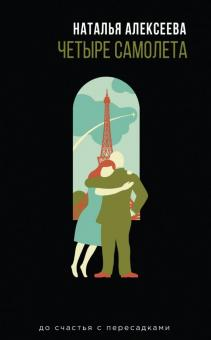 НАТАЛЬЯ АЛЕКСЕЕВА
ЧЕТЫРЕ САМОЛЕТА
до счастья с пересадками